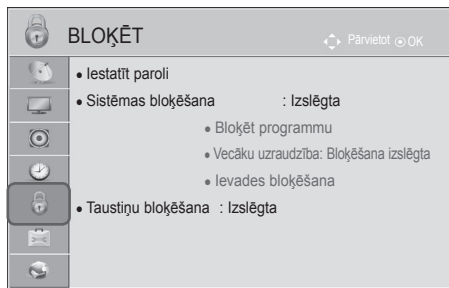 BLOĶĒT
Pārvietot OK
• Iestatīt paroli
• Sistēmas bloķēšana : Izslēgta
• Bloķēt programmu
• Vecāku uzraudzība: Bloķēšana izslēgta
• Ievades bloķēšana
• Taustiņu bloķēšana : Izslēgta